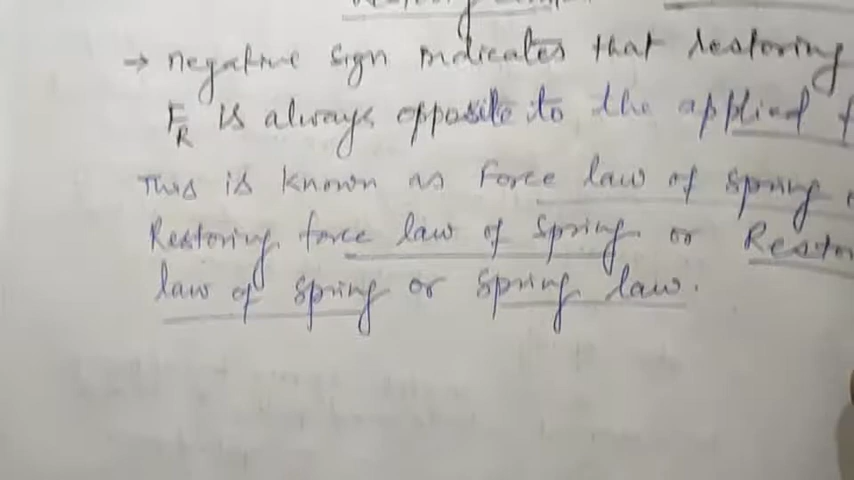 → negative sign indicates that restoring
F_R is always opposite to the applied f
This is known as Force law of spring o
Restoring force law of spring or Restor
law of spring or spring law.